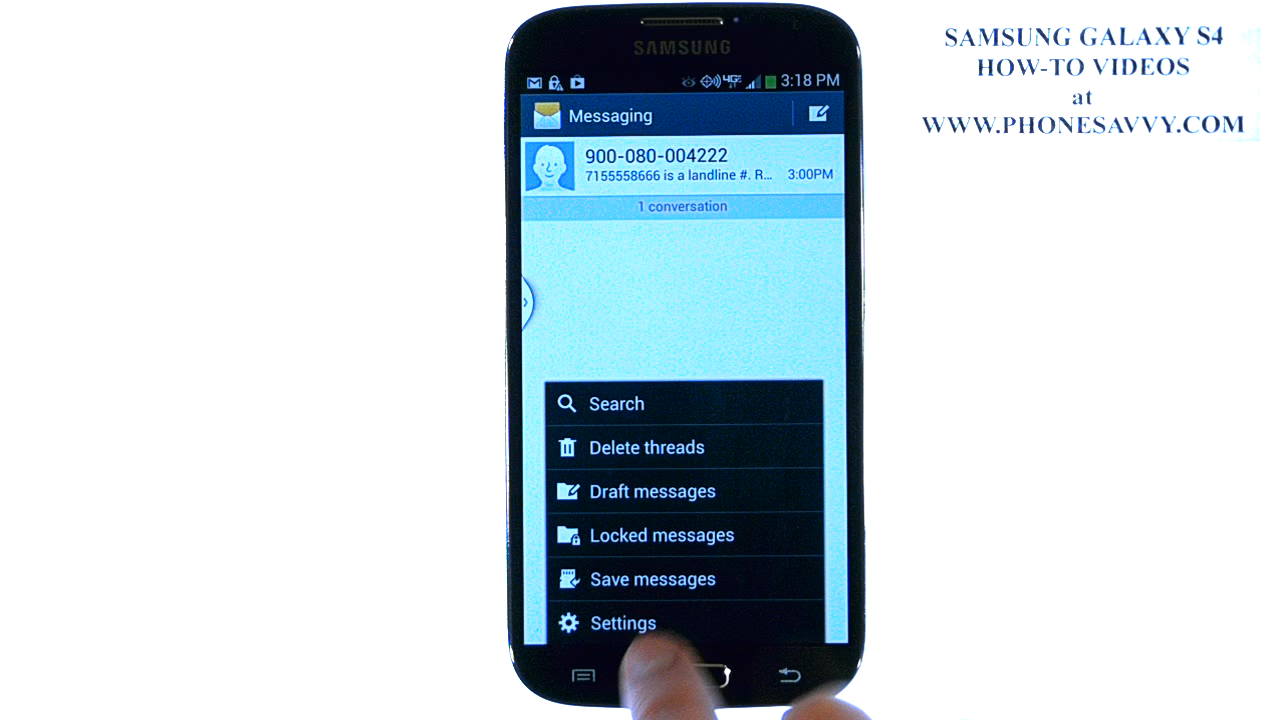 SAMSUNG GALAXY S4
HOW-TO VIDEOS
at
WWW.PHONESAVVY.COM
SAMSUNG
4G 3:18 PM
Messaging
900-080-004222
7155558666 is a landline #. R... 3:00PM
1 conversation
Search
Delete threads
Draft messages
Locked messages
Save messages
Settings